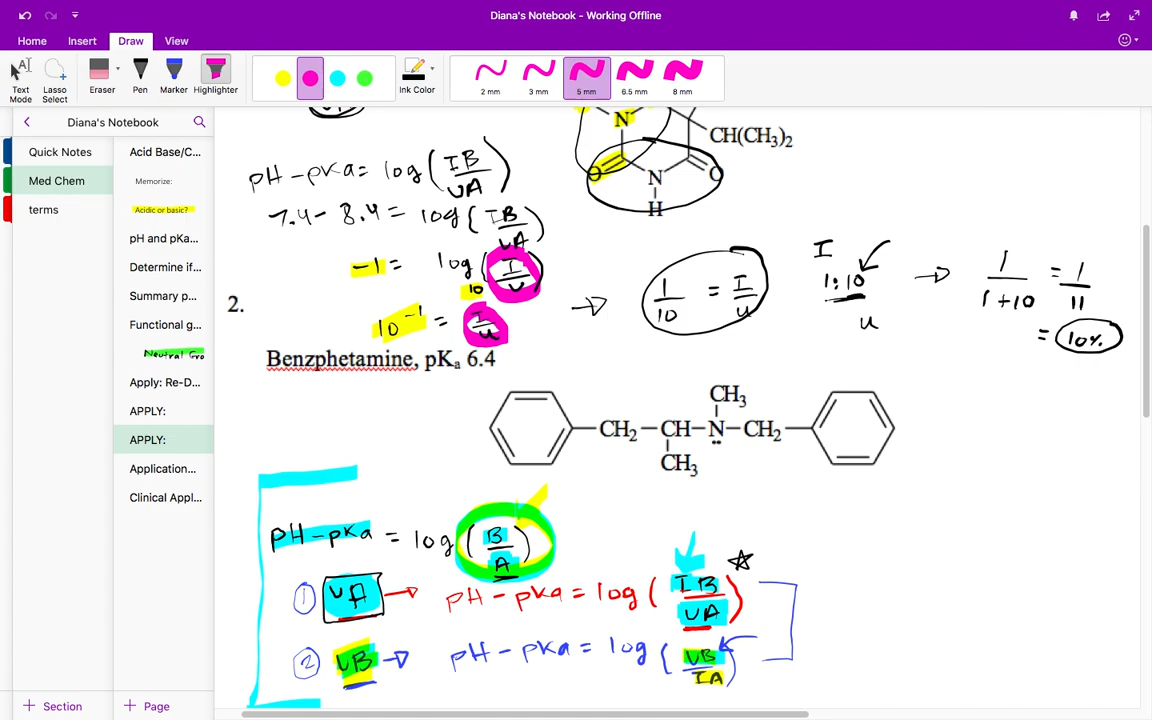 Diana's Notebook - Working Offline
Home Insert Draw View
Text Mode
Lasso Select
Eraser
Pen
Marker
Highlighter
Ink Color
2 mm
3 mm
5 mm
6.5 mm
8 mm
Diana's Notebook
Quick Notes
Med Chem
terms
Acid Base/C...
Memorize:
Acidic or basic?
pH and pKa...
Determine if...
Summary p...
Functional g...
Neutral Gro
Apply: Re-D...
APPLY:
APPLY:
Application...
Clinical Appl...
+ Section
+ Page
N
CH(CH₃)₂
O
N
O
H
pH-pKa = log (IB/UA)
7.4 - 8.4 = log (IB/UA)
-1 = log 10 (I/U)
10⁻¹ = I/u
→ 1/10 = I/u
I
1:10
u
→ 1/1+10 = 1/11
= 10%
2.
Benzphetamine, pKₐ 6.4
CH₃
CH₂-CH-N-CH₂
CH₃
pH-pKa = log (B/A)
① UA → pH-pKa = log (IB/UA)
② UB → pH-pKa = log (UB/IA)